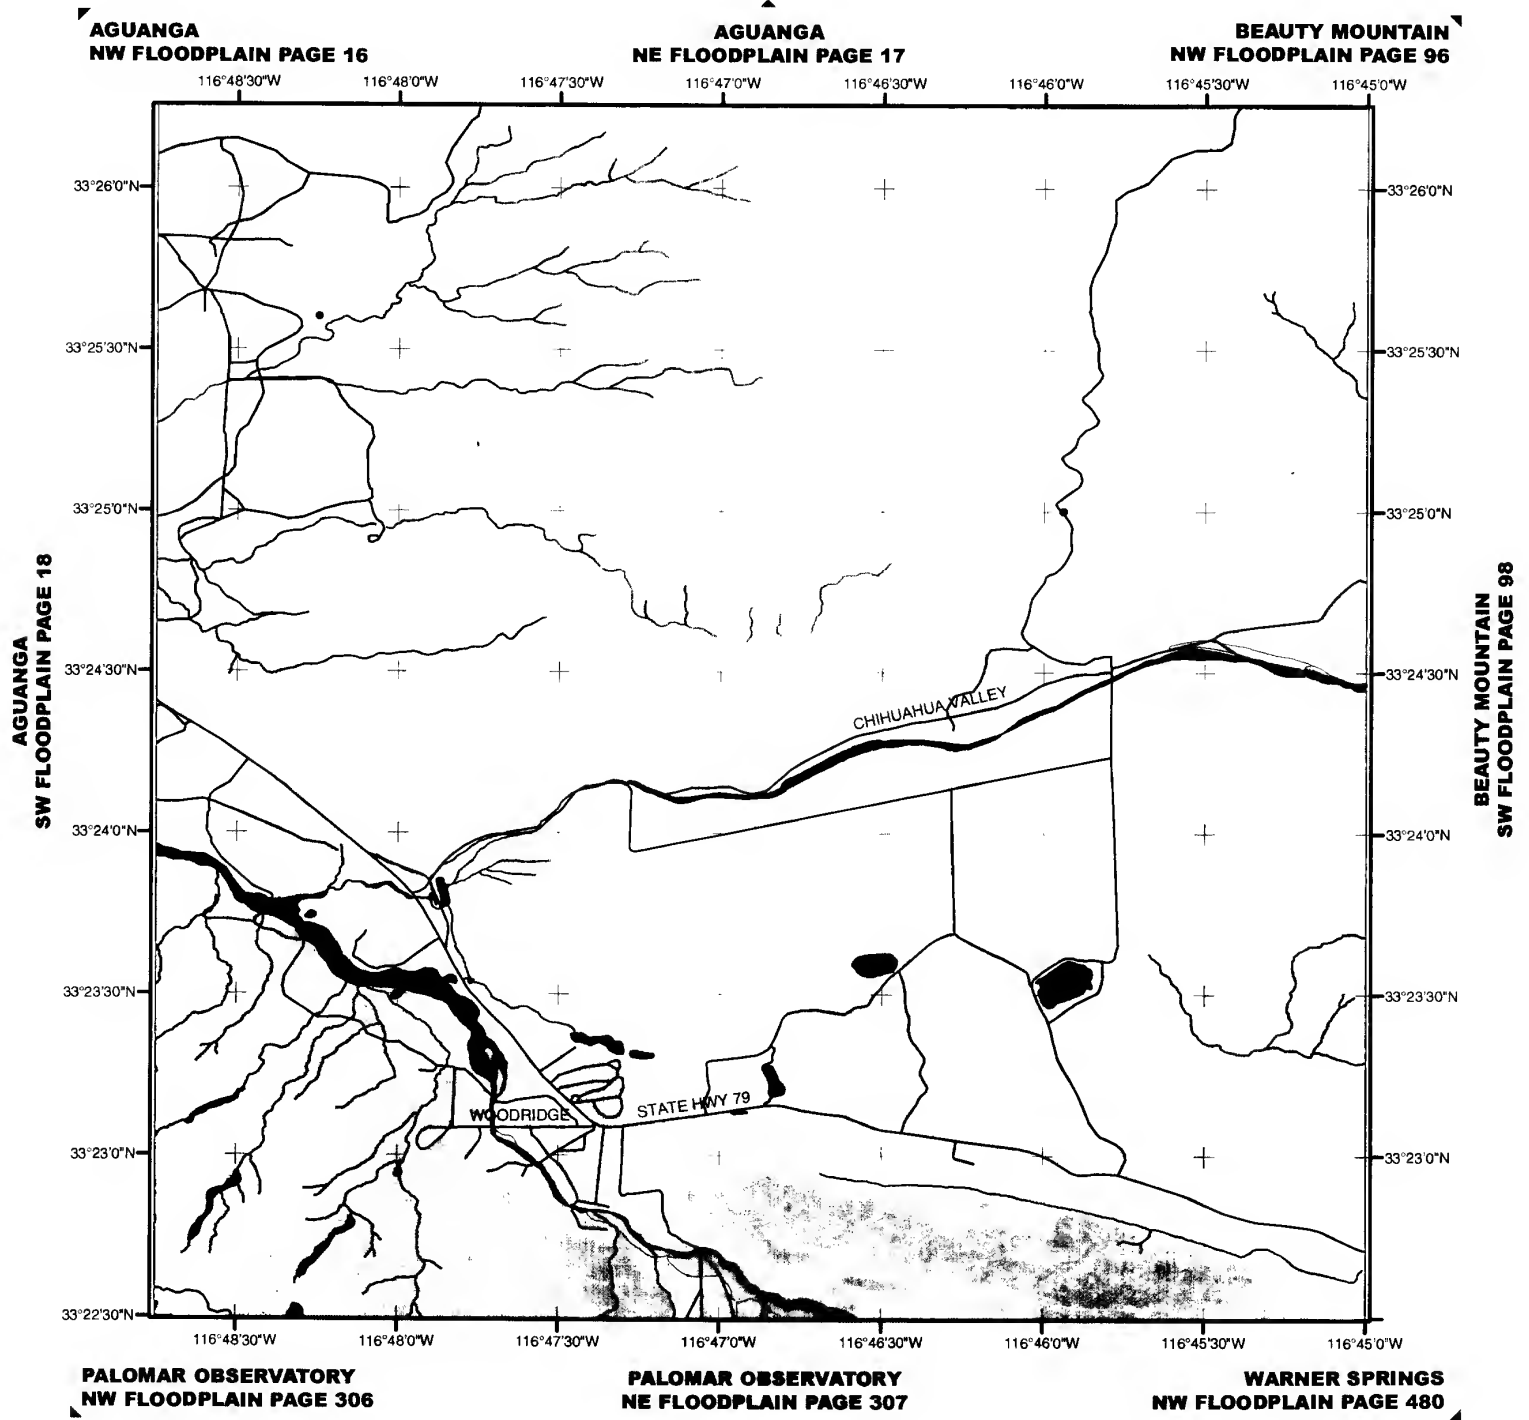 AGUANGA
NW FLOODPLAIN PAGE 16
AGUANGA
NE FLOODPLAIN PAGE 17
BEAUTY MOUNTAIN
NW FLOODPLAIN PAGE 96
116°48'30"W
116°48'0"W
116°47'30"W
116°47'0"W
116°46'30"W
116°46'0"W
116°45'30"W
116°45'0"W
33°26'0"N
33°26'0"N
33°25'30"N
33°25'30"N
33°25'0"N
33°25'0"N
AGUANGA
SW FLOODPLAIN PAGE 18
BEAUTY MOUNTAIN
SW FLOODPLAIN PAGE 98
33°24'30"N
33°24'30"N
CHIHUAHUA VALLEY
33°24'0"N
33°24'0"N
33°23'30"N
33°23'30"N
WOODRIDGE
STATE HWY 79
33°23'0"N
33°23'0"N
33°22'30"N
116°48'30"W
116°48'0"W
116°47'30"W
116°47'0"W
116°46'30"W
116°46'0"W
116°45'30"W
116°45'0"W
PALOMAR OBSERVATORY
NW FLOODPLAIN PAGE 306
PALOMAR OBSERVATORY
NE FLOODPLAIN PAGE 307
WARNER SPRINGS
NW FLOODPLAIN PAGE 480